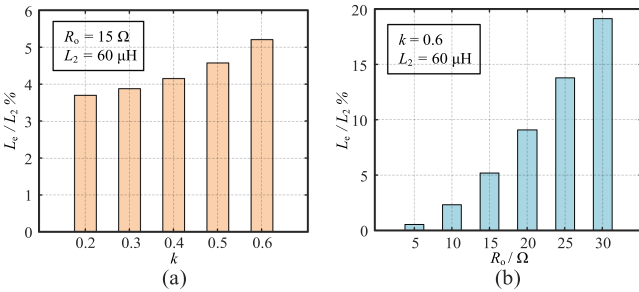 6
5
4
3
2
1
0
L_e / L_2 %
R_o = 15 Ω
L_2 = 60 μH
0.2 0.3 0.4 0.5 0.6
k
(a)
20
15
10
5
0
L_e / L_2 %
k = 0.6
L_2 = 60 μH
5 10 15 20 25 30
R_o / Ω
(b)